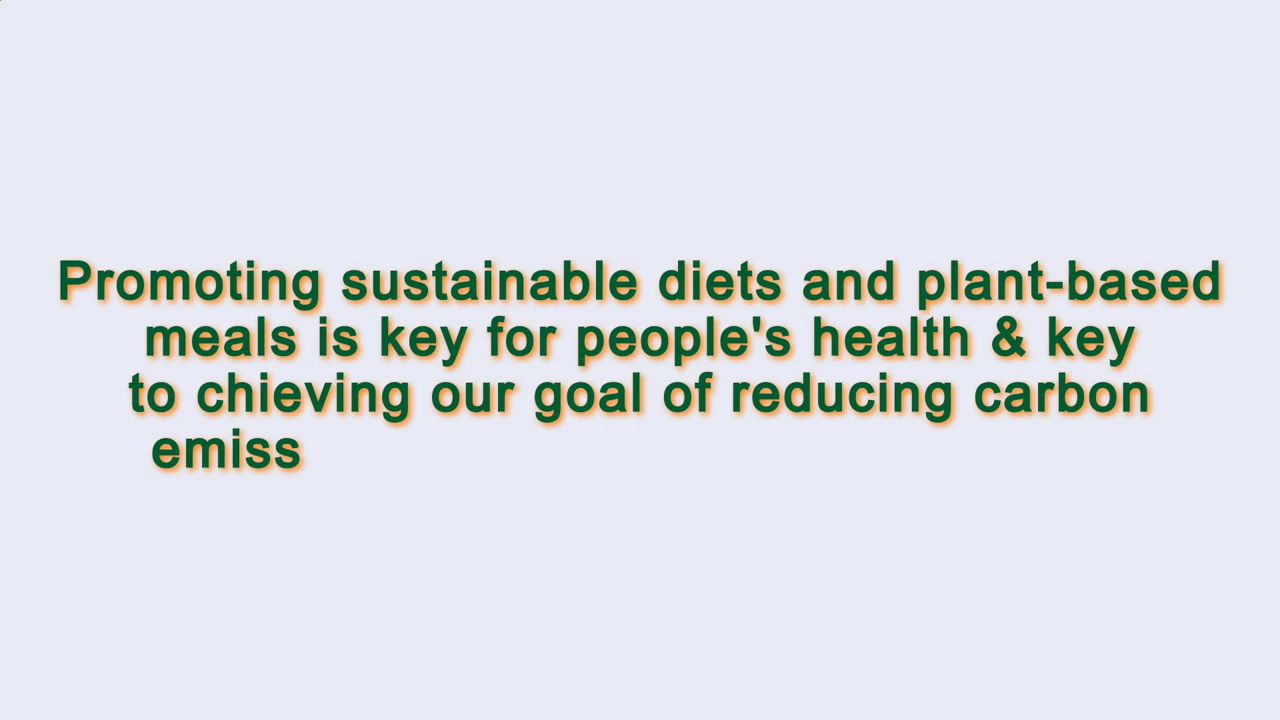 Promoting sustainable diets and plant-based
meals is key for people's health & key
to chieving our goal of reducing carbon
emiss